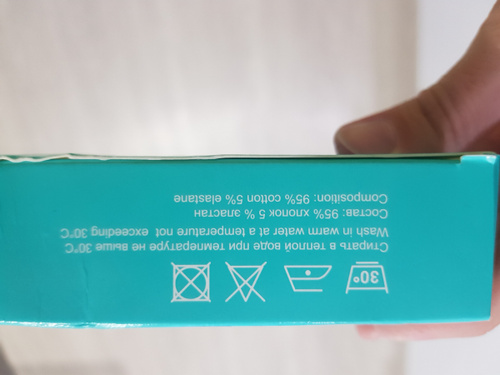 30°
Стирать в теплой воде при температуре не выше 30°C
Wash in warm water at a temperature not exceeding 30°C
Состав: 95% хлопок 5 % эластан
Composition: 95% cotton 5% elastane